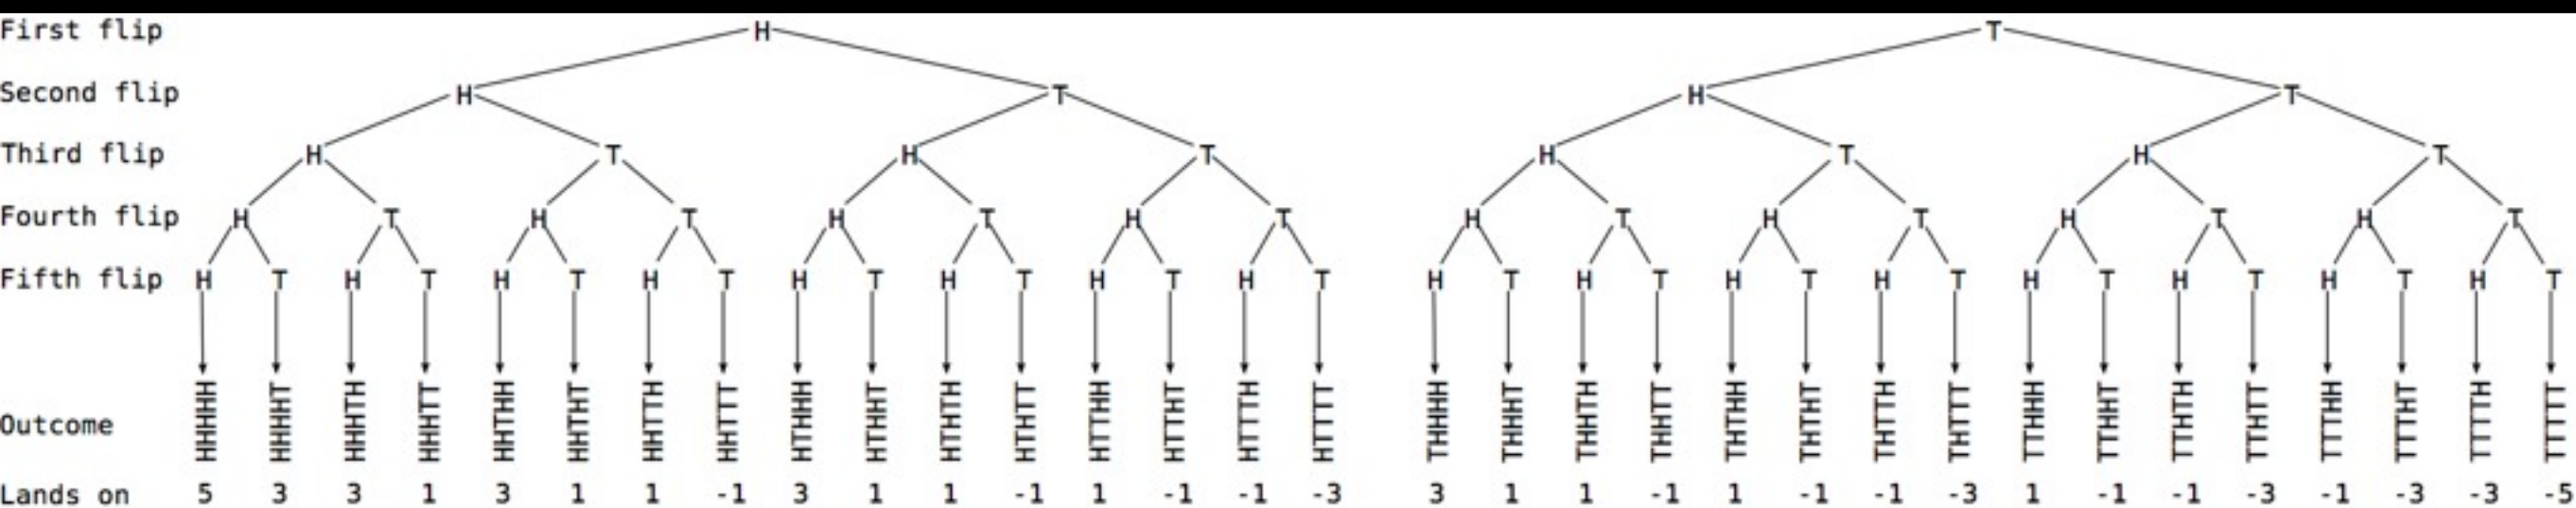 First flip H T
Second flip H T H T
Third flip H T H T H T H T
Fourth flip H T H T H T H T H T H T H T H T
Fifth flip H T H T H T H T H T H T H T H T H T H T H T H T H T H T H T H T
Outcome HHHHH HHHHT HHHTH HHHTT HHTHH HHTHT HHTTH HHTTT HTHHH HTHHT HTHTH HTHTT HTTHH HTTHT HTTTH HTTTT THHHH THHHT THHTH THHTT THTHH THTHT THTTH THTTT TTHHH TTHHT TTHTH TTHTT TTTHH TTTHT TTTTH TTTTT
Lands on 5 3 3 1 3 1 1 -1 3 1 1 -1 1 -1 -1 -3 3 1 1 -1 1 -1 -1 -3 1 -1 -1 -3 -1 -3 -3 -5